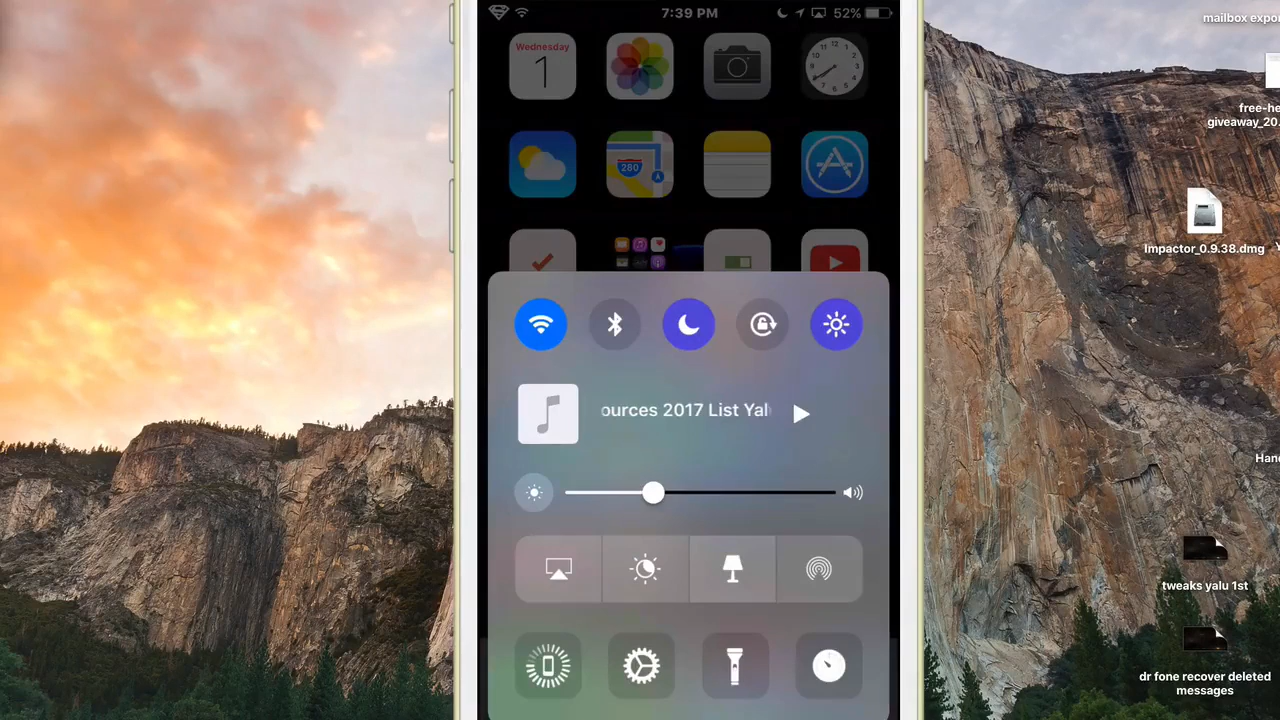 7:39 PM
52%
Wednesday
1
280
ources 2017 List Yal
mailbox expo
free-he
giveaway_20.
Impactor_0.9.38.dmg
Hand
tweaks yalu 1st
dr fone recover deleted
messages